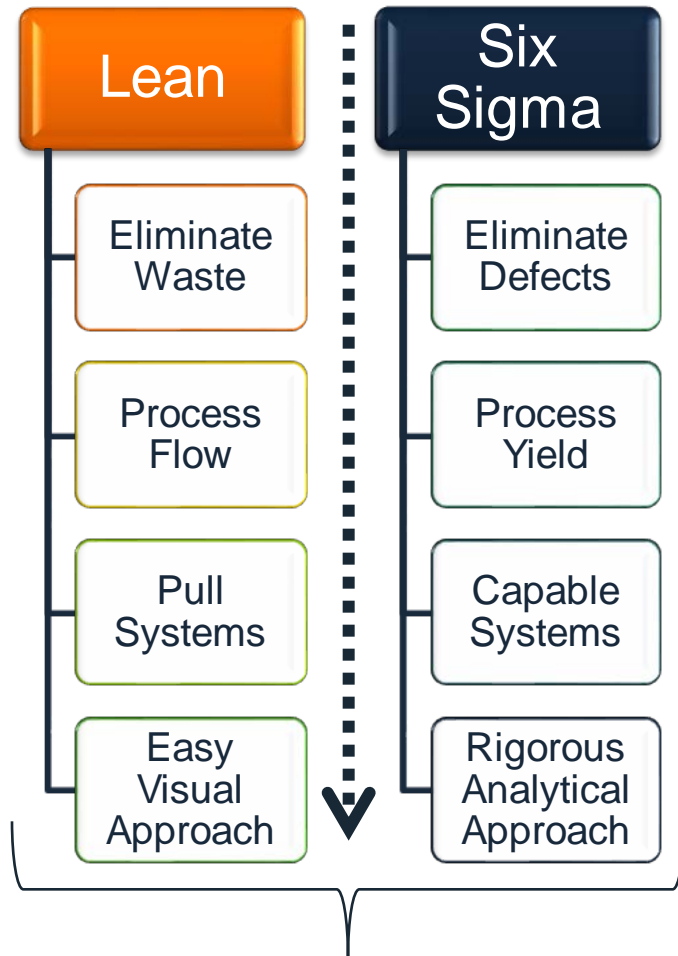 Lean
Eliminate
Waste
Process
Flow
Pull
Systems
Easy
Visual
Approach
Six
Sigma
Eliminate
Defects
Process
Yield
Capable
Systems
Rigorous
Analytical
Approach